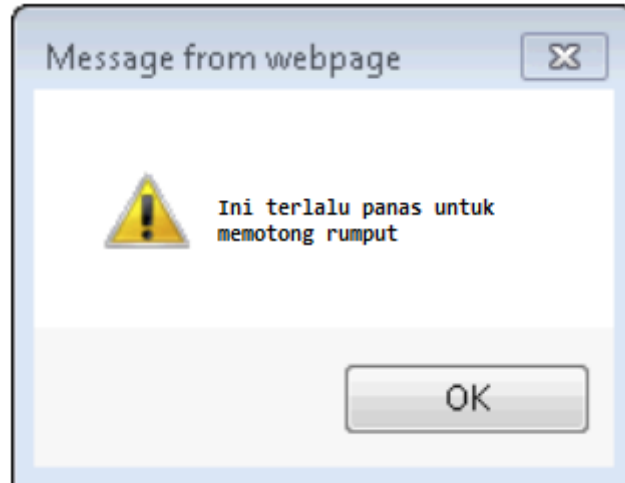 Message from webpage
Ini terlalu panas untuk
memotong rumput
OK